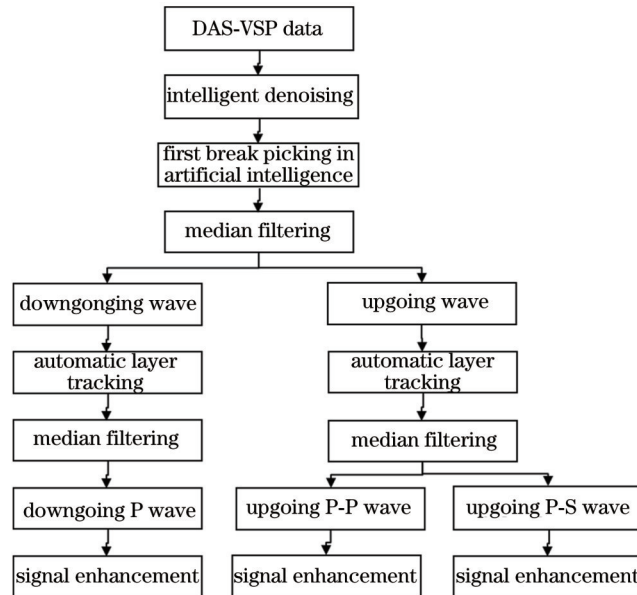 DAS-VSP data
intelligent denoising
first break picking in
artificial intelligence
median filtering
downgonging wave
upgoing wave
automatic layer
tracking
automatic layer
tracking
median filtering
median filtering
downgoing P wave
upgoing P-P wave
upgoing P-S wave
signal enhancement
signal enhancement
signal enhancement